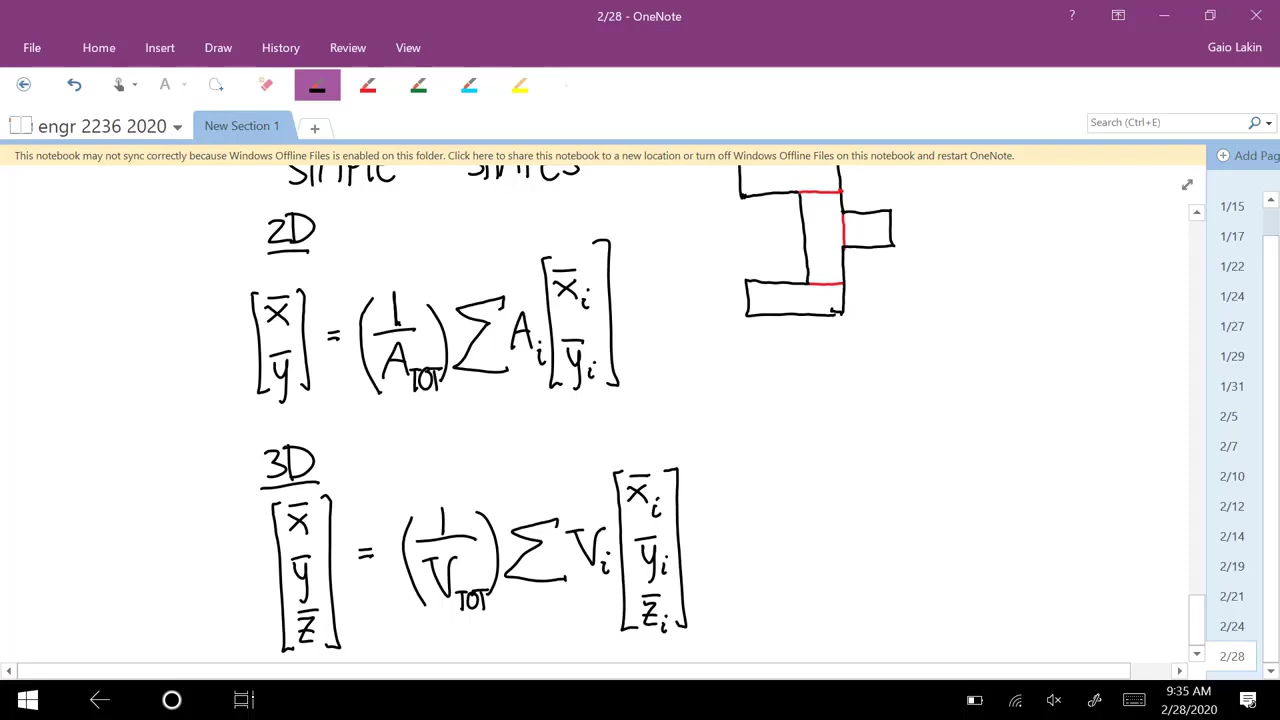 2/28 - OneNote
?
File Home Insert Draw History Review View
Gaio Lakin
A
engr 2236 2020
New Section 1
+
Search (Ctrl+E)
This notebook may not sync correctly because Windows Offline Files is enabled on this folder. Click here to share this notebook to a new location or turn off Windows Offline Files on this notebook and restart OneNote.
Add Pag
SIMPLE SHAPES
2D
[x̄ ȳ] = (1/A_TOT) ∑ A_i [x̄_i ȳ_i]
3D
[x̄ ȳ z̄] = (1/V_TOT) ∑ V_i [x̄_i ȳ_i z̄_i]
1/15
1/17
1/22
1/24
1/27
1/29
1/31
2/5
2/7
2/10
2/12
2/14
2/19
2/21
2/24
2/28
9:35 AM
2/28/2020